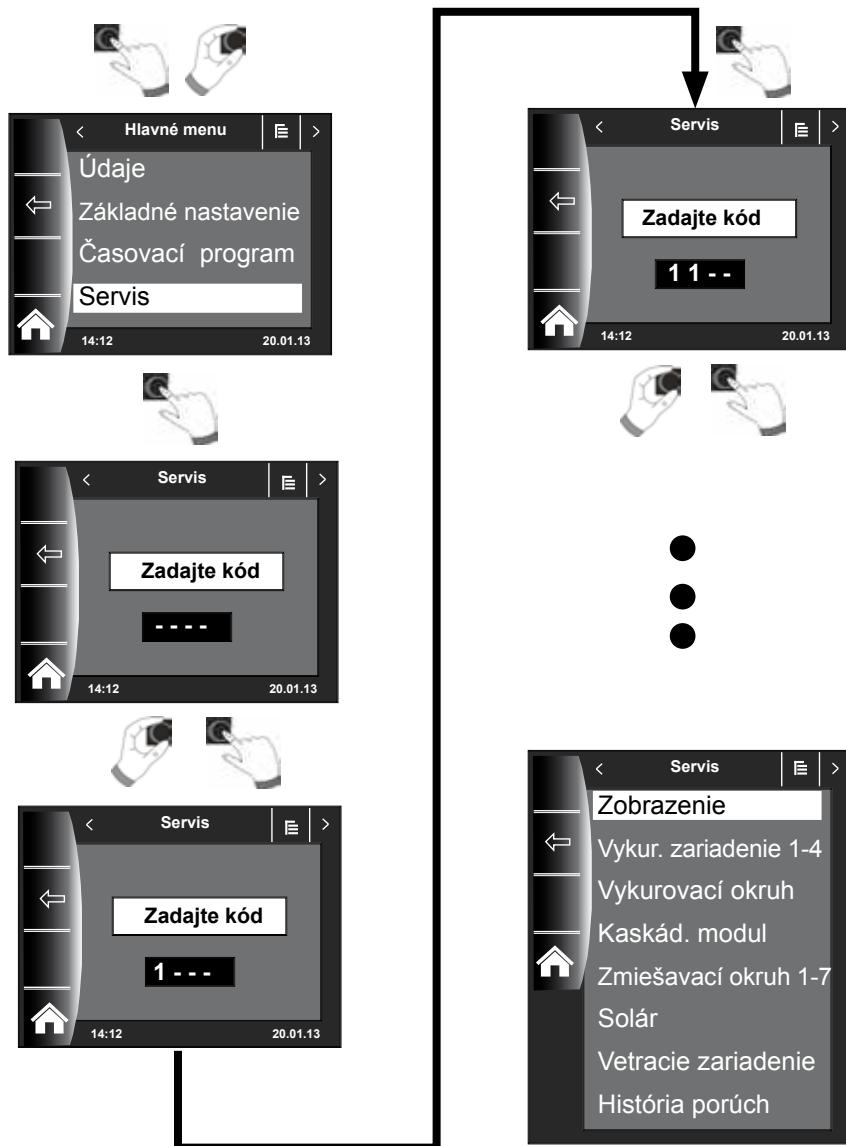 < Hlavné menu >
Údaje
Základné nastavenie
Časovací program
Servis
14:12 20.01.13
< Servis >
Zadajte kód
- - - -
14:12 20.01.13
< Servis >
Zadajte kód
1 - - -
14:12 20.01.13
< Servis >
Zadajte kód
1 1 - -
14:12 20.01.13
< Servis >
Zobrazenie
Vykur. zariadenie 1-4
Vykurovací okruh
Kaskád. modul
Zmiešavací okruh 1-7
Solár
Vetracie zariadenie
História porúch